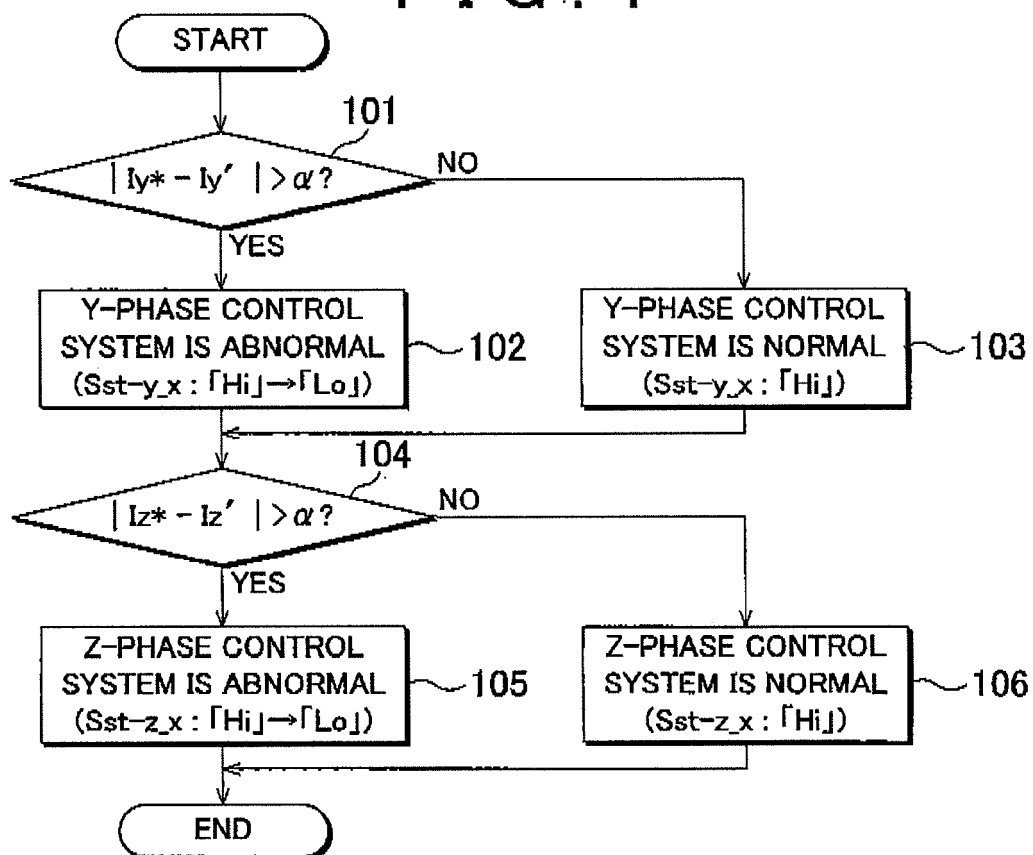 START
101
| Iy* - Iy′ | > α ?
NO
YES
Y-PHASE CONTROL
SYSTEM IS ABNORMAL
(Sst-y_x : ｢Hi｣→｢Lo｣)
102
Y-PHASE CONTROL
SYSTEM IS NORMAL
(Sst-y_x : ｢Hi｣)
103
104
| Iz* - Iz′ | > α ?
NO
YES
Z-PHASE CONTROL
SYSTEM IS ABNORMAL
(Sst-z_x : ｢Hi｣→｢Lo｣)
105
Z-PHASE CONTROL
SYSTEM IS NORMAL
(Sst-z_x : ｢Hi｣)
106
END